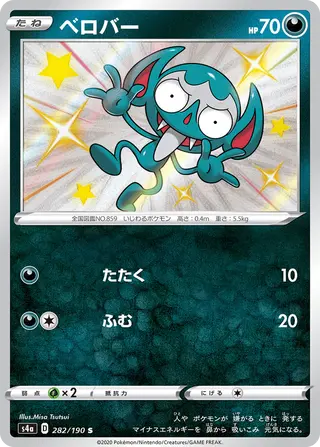 たね ベロバー HP70
全国図鑑NO.859 いじわるポケモン 高さ:0.4m 重さ:5.5kg
たたく 10
ふむ 20
弱点 ×2 抵抗力 にげる
Illus.Misa Tsutsui
s4a D 282/190 S
人や ポケモンが 嫌がる ときに 出す
マイナスエネルギーを 鼻から 吸いこみ 元気になる。
©2020 Pokémon/Nintendo/Creatures/GAME FREAK.